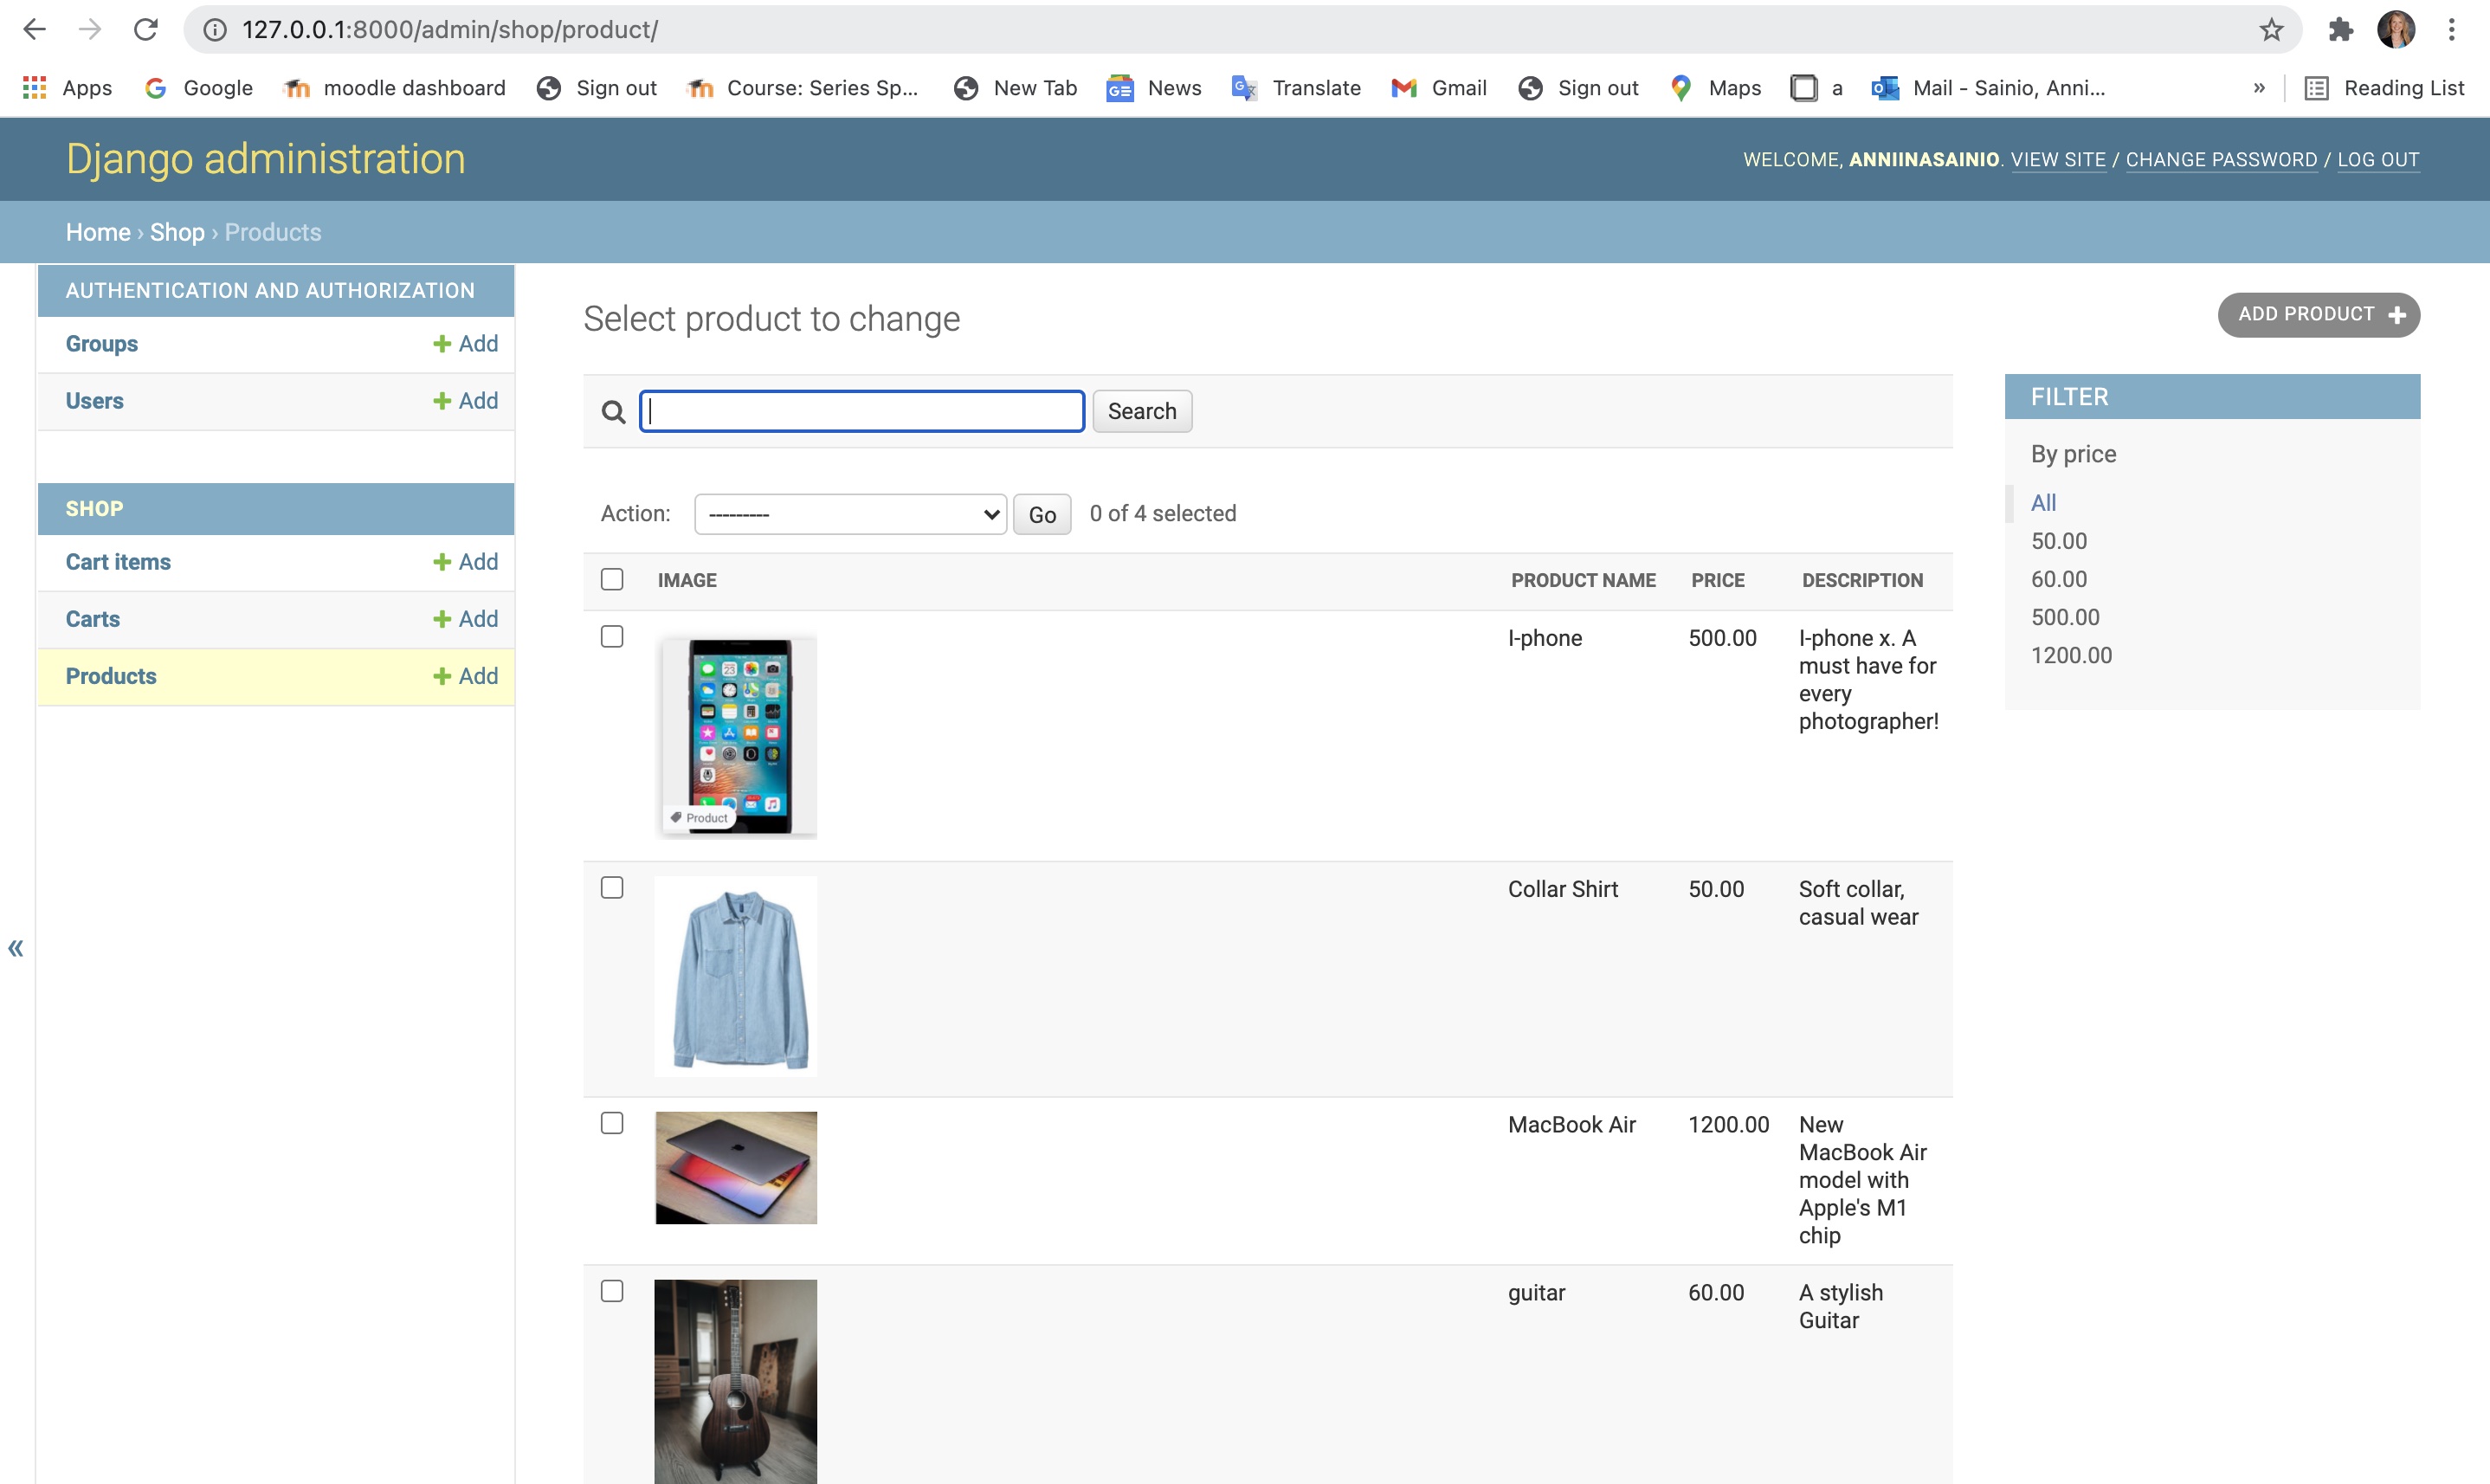 127.0.0.1:8000/admin/shop/product/
Apps Google moodle dashboard Sign out Course: Series Sp... New Tab News Translate Gmail Sign out Maps a Mail - Sainio, Anni... » Reading List
Django administration
WELCOME, ANNIINASAINIO. VIEW SITE / CHANGE PASSWORD / LOG OUT
Home › Shop › Products
AUTHENTICATION AND AUTHORIZATION
Groups + Add
Users + Add
SHOP
Cart items + Add
Carts + Add
Products + Add
«
Select product to change
ADD PRODUCT +
Search
Action: --------- Go 0 of 4 selected
IMAGE PRODUCT NAME PRICE DESCRIPTION
Product
I-phone 500.00 I-phone x. A
must have for
every
photographer!
Collar Shirt 50.00 Soft collar,
casual wear
MacBook Air 1200.00 New
MacBook Air
model with
Apple's M1
chip
guitar 60.00 A stylish
Guitar
FILTER
By price
All
50.00
60.00
500.00
1200.00